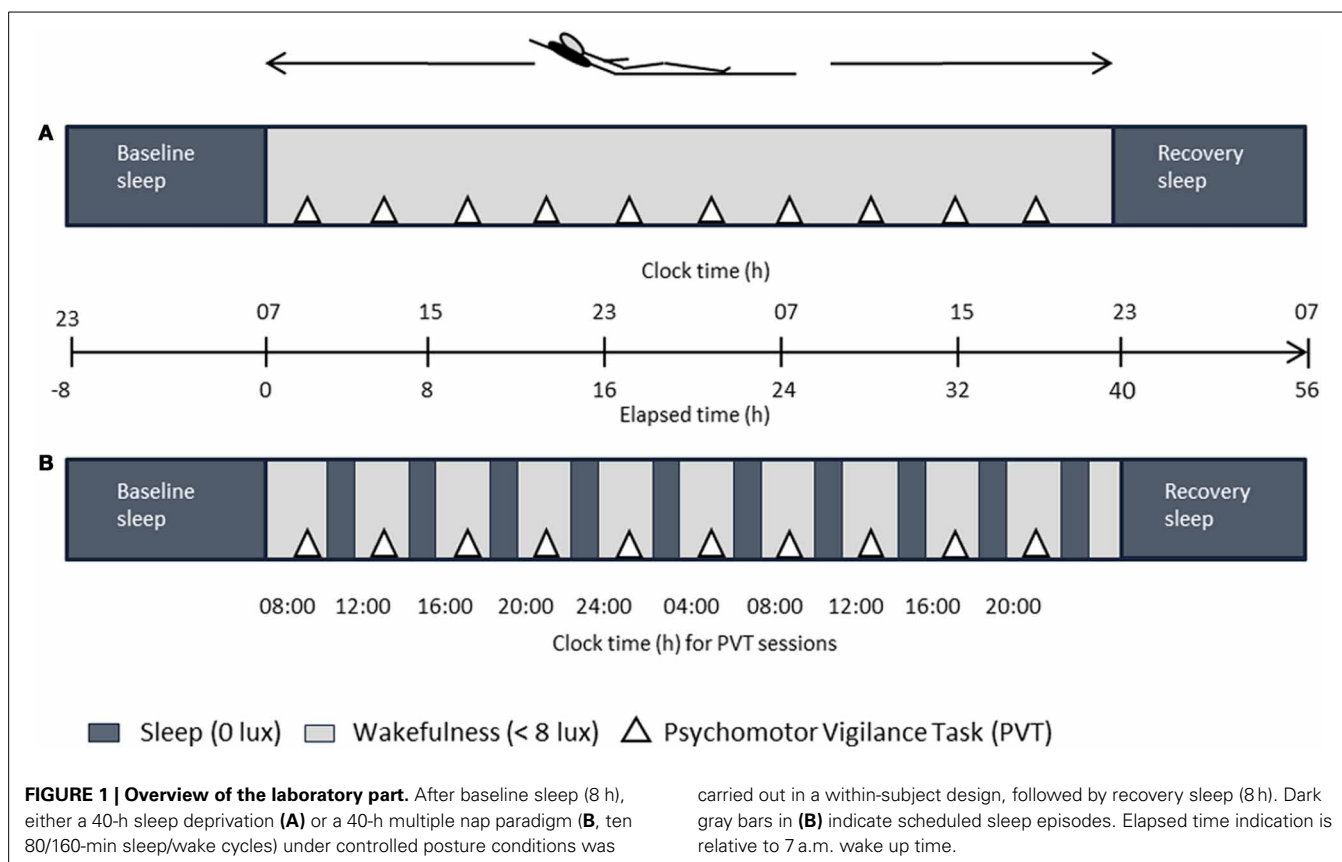 A
Baseline
sleep
Recovery
sleep
Clock time (h)
23 07 15 23 07 15 23 07
-8 0 8 16 24 32 40 56
Elapsed time (h)
B
Baseline
sleep
Recovery
sleep
08:00 12:00 16:00 20:00 24:00 04:00 08:00 12:00 16:00 20:00
Clock time (h) for PVT sessions
Sleep (0 lux) Wakefulness (< 8 lux) Psychomotor Vigilance Task (PVT)
FIGURE 1 | Overview of the laboratory part. After baseline sleep (8 h),
either a 40-h sleep deprivation (A) or a 40-h multiple nap paradigm (B, ten
80/160-min sleep/wake cycles) under controlled posture conditions was
carried out in a within-subject design, followed by recovery sleep (8 h). Dark
gray bars in (B) indicate scheduled sleep episodes. Elapsed time indication is
relative to 7 a.m. wake up time.